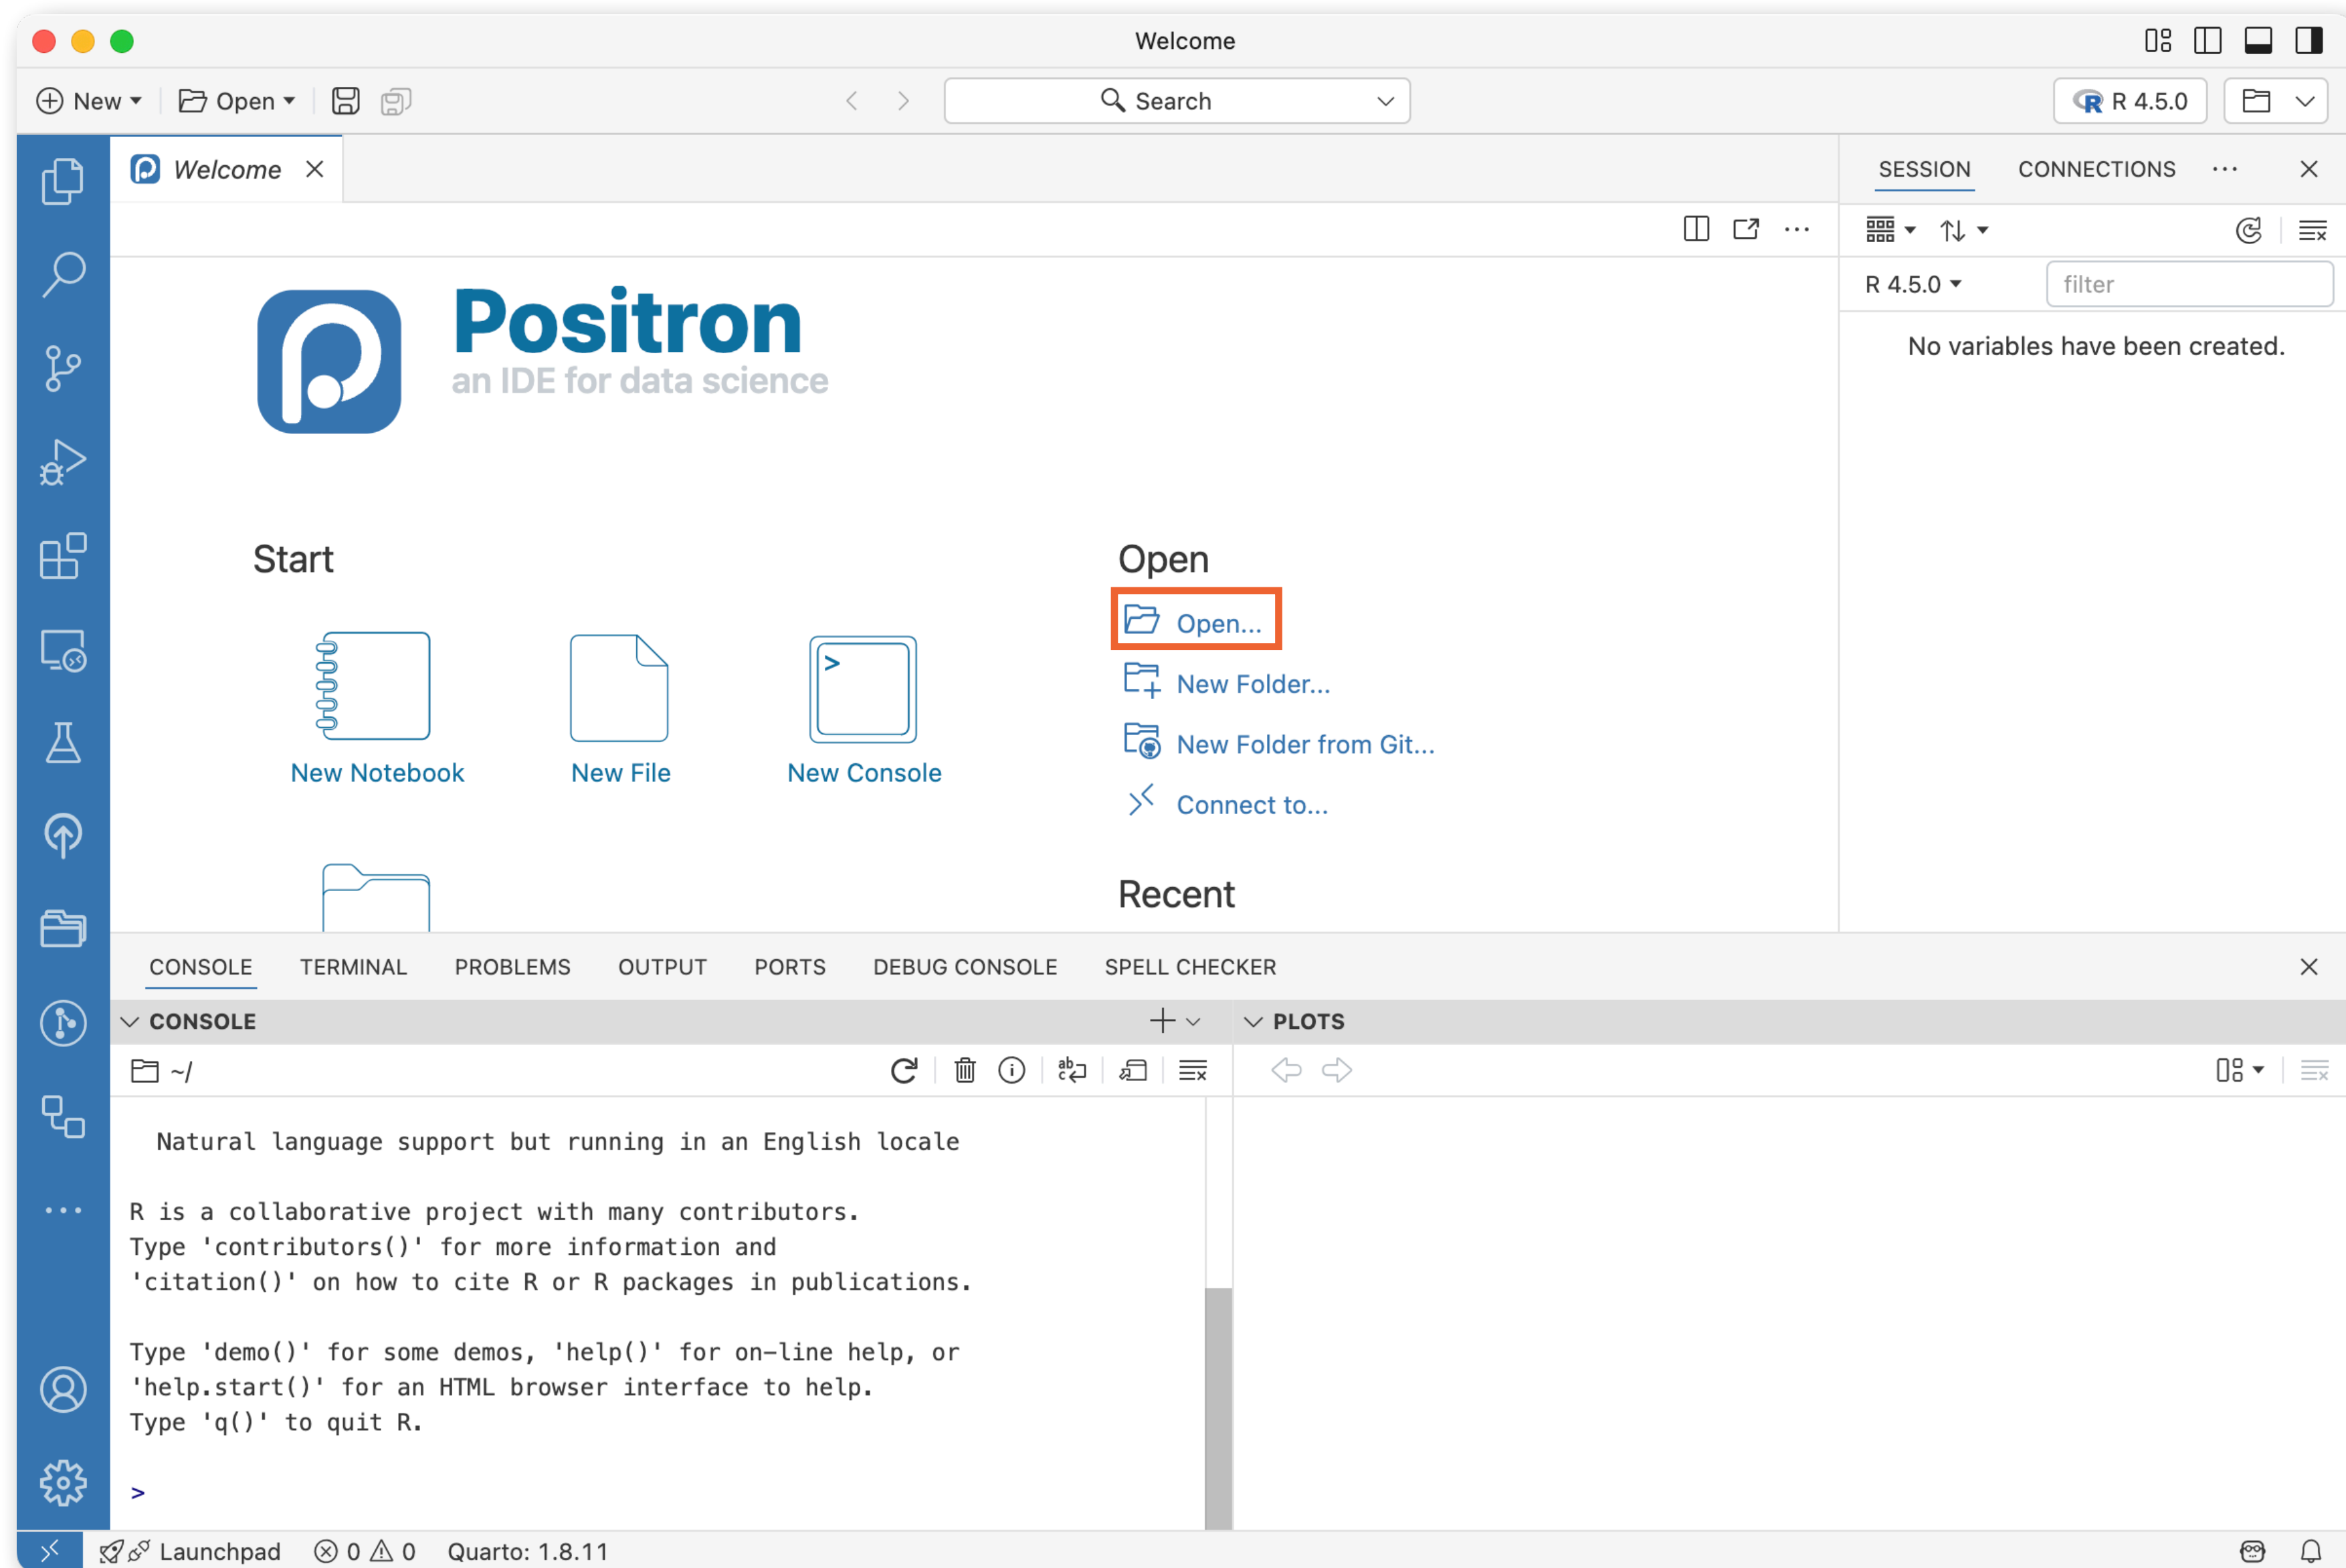 Welcome
New
Open
Search
R 4.5.0
Welcome
SESSION
CONNECTIONS
R 4.5.0
filter
No variables have been created.
Positron
an IDE for data science
Start
New Notebook
New File
New Console
Open
Open...
New Folder...
New Folder from Git...
Connect to...
Recent
CONSOLE
TERMINAL
PROBLEMS
OUTPUT
PORTS
DEBUG CONSOLE
SPELL CHECKER
CONSOLE
PLOTS
~/
Natural language support but running in an English locale
R is a collaborative project with many contributors.
Type 'contributors()' for more information and
'citation()' on how to cite R or R packages in publications.
Type 'demo()' for some demos, 'help()' for on-line help, or
'help.start()' for an HTML browser interface to help.
Type 'q()' to quit R.
>
Launchpad
0
0
Quarto: 1.8.11